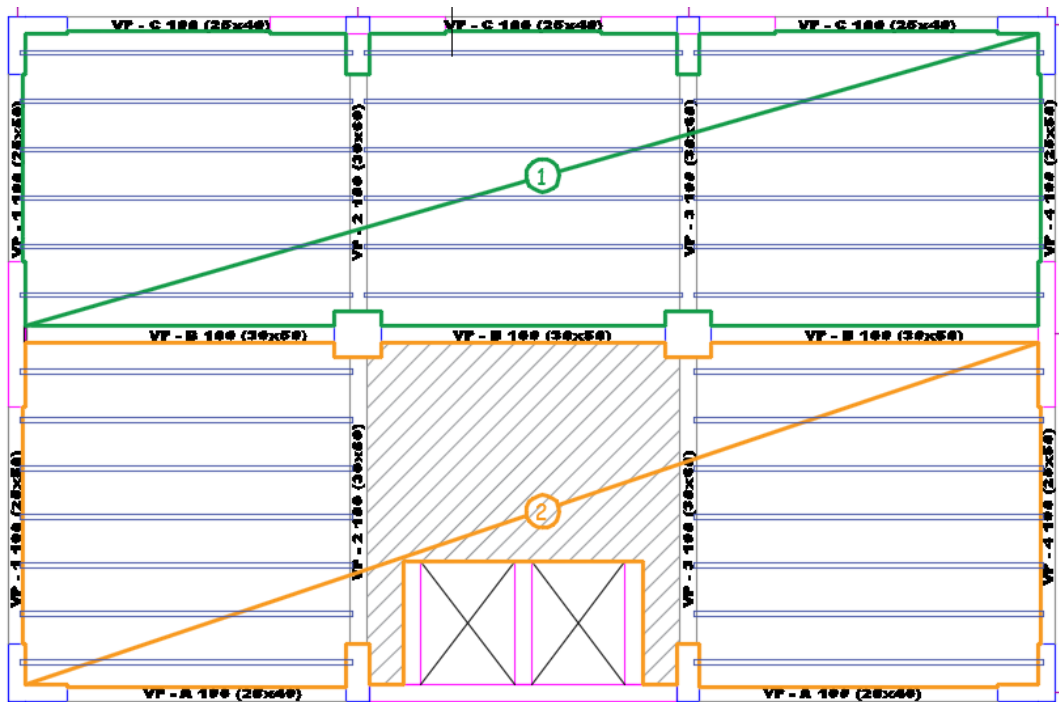 VP - C 100 (25x40)
VP - C 100 (25x40)
VP - C 100 (25x40)
VP - 1 100 (25x50)
VP - 2 100 (30x60)
VP - 3 100 (30x60)
VP - 4 100 (25x50)
1
VP - B 100 (30x50)
VP - B 100 (30x50)
VP - B 100 (30x50)
VP - 1 100 (25x50)
VP - 2 100 (30x60)
VP - 3 100 (30x60)
VP - 4 100 (25x50)
2
VP - A 100 (25x40)
VP - A 100 (25x40)